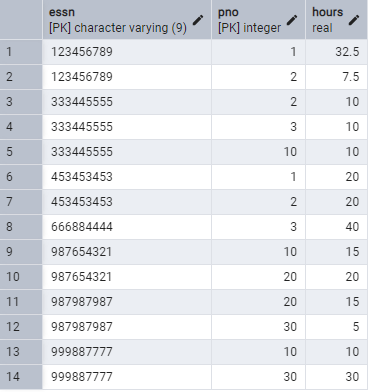 essn pno hours
[PK] character varying (9) [PK] integer real
1 123456789 1 32.5
2 123456789 2 7.5
3 333445555 2 10
4 333445555 3 10
5 333445555 10 10
6 453453453 1 20
7 453453453 2 20
8 666884444 3 40
9 987654321 10 15
10 987654321 20 20
11 987987987 20 15
12 987987987 30 5
13 999887777 10 10
14 999887777 30 30